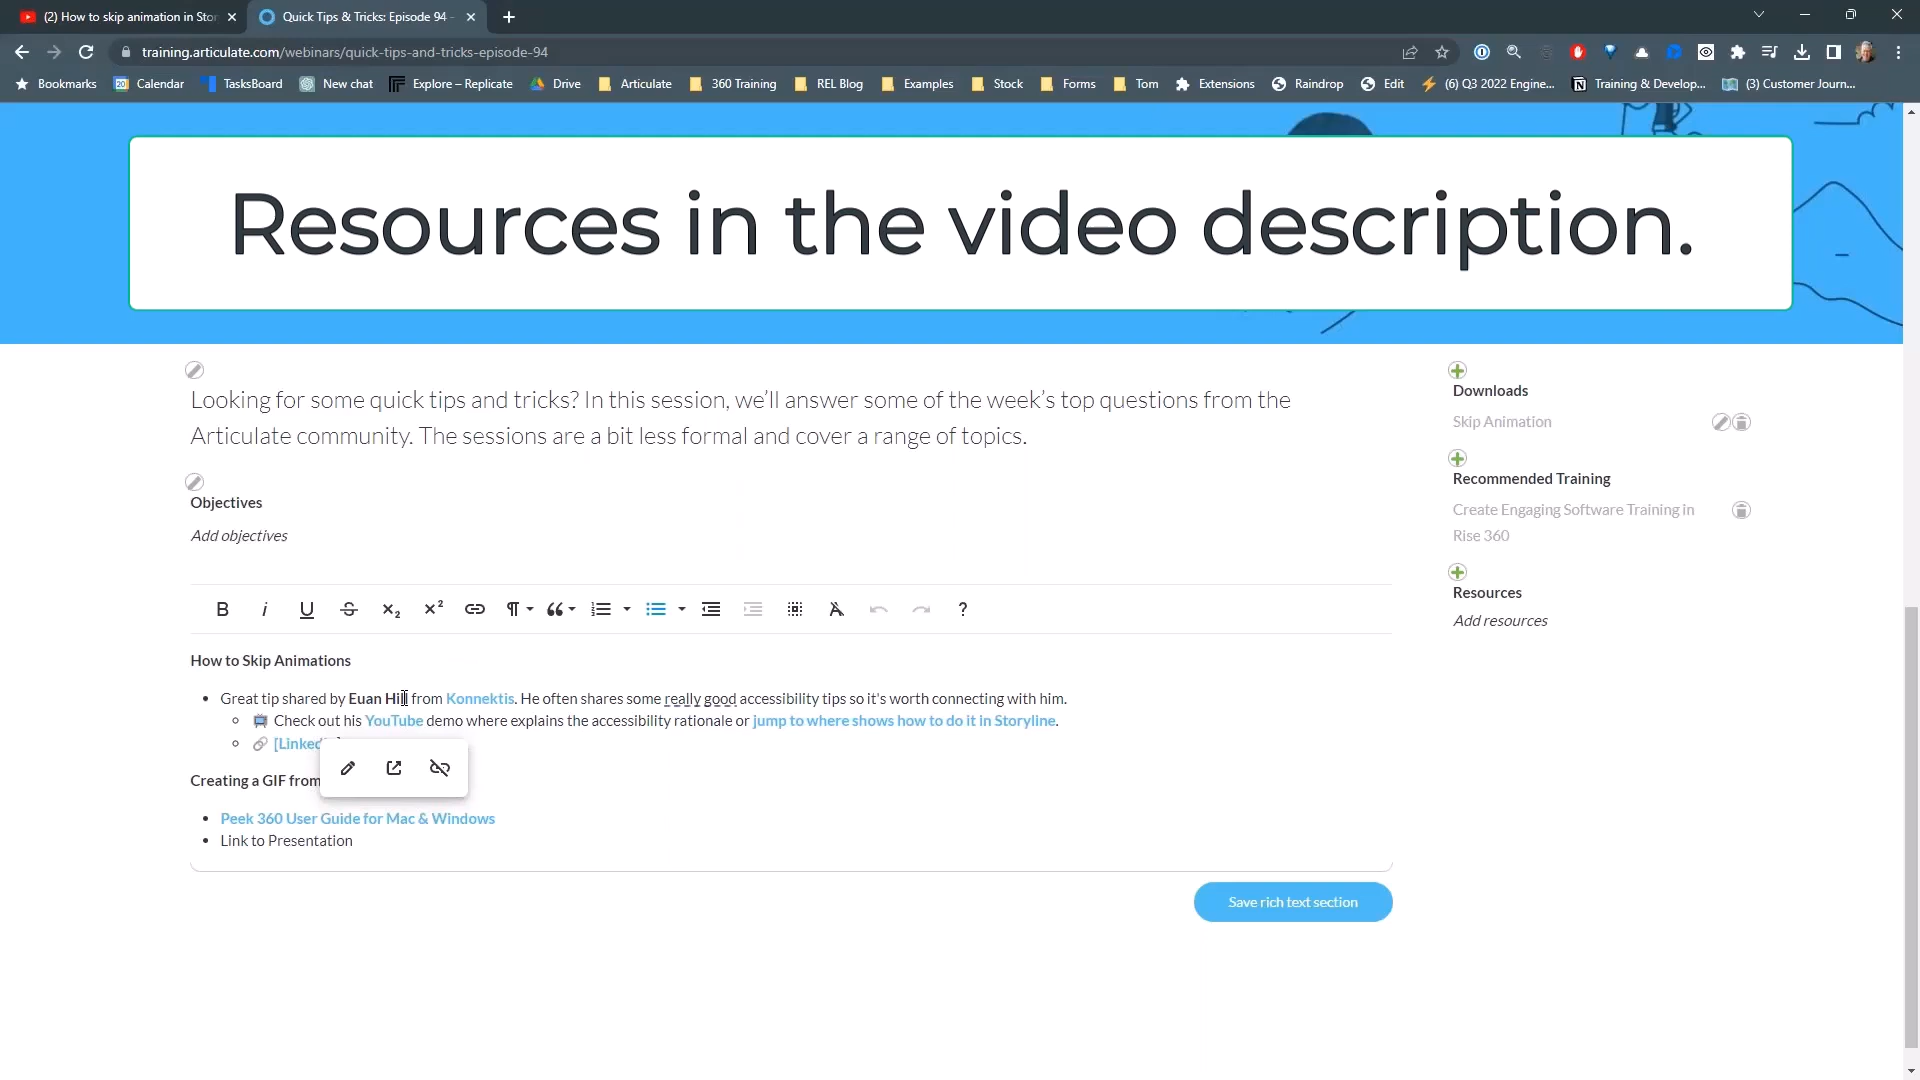 (2) How to skip animation in Stor
Quick Tips & Tricks: Episode 94 -
training.articulate.com/webinars/quick-tips-and-tricks-episode-94
Bookmarks
20 Calendar
TasksBoard
New chat
Explore – Replicate
Drive
Articulate
360 Training
REL Blog
Examples
Stock
Forms
Tom
Extensions
Raindrop
Edit
(6) Q3 2022 Engine...
Training & Develop...
(3) Customer Journ...
Resources in the video description.
Looking for some quick tips and tricks? In this session, we’ll answer some of the week’s top questions from the
Articulate community. The sessions are a bit less formal and cover a range of topics.
Objectives
Add objectives
B i U S X₂ X² ¶ “ ?
How to Skip Animations
• Great tip shared by Euan Hill from Konnektis. He often shares some really good accessibility tips so it's worth connecting with him.
Check out his YouTube demo where explains the accessibility rationale or jump to where shows how to do it in Storyline.
[Linked
Creating a GIF from
• Peek 360 User Guide for Mac & Windows
• Link to Presentation
Save rich text section
Downloads
Skip Animation
Recommended Training
Create Engaging Software Training in
Rise 360
Resources
Add resources